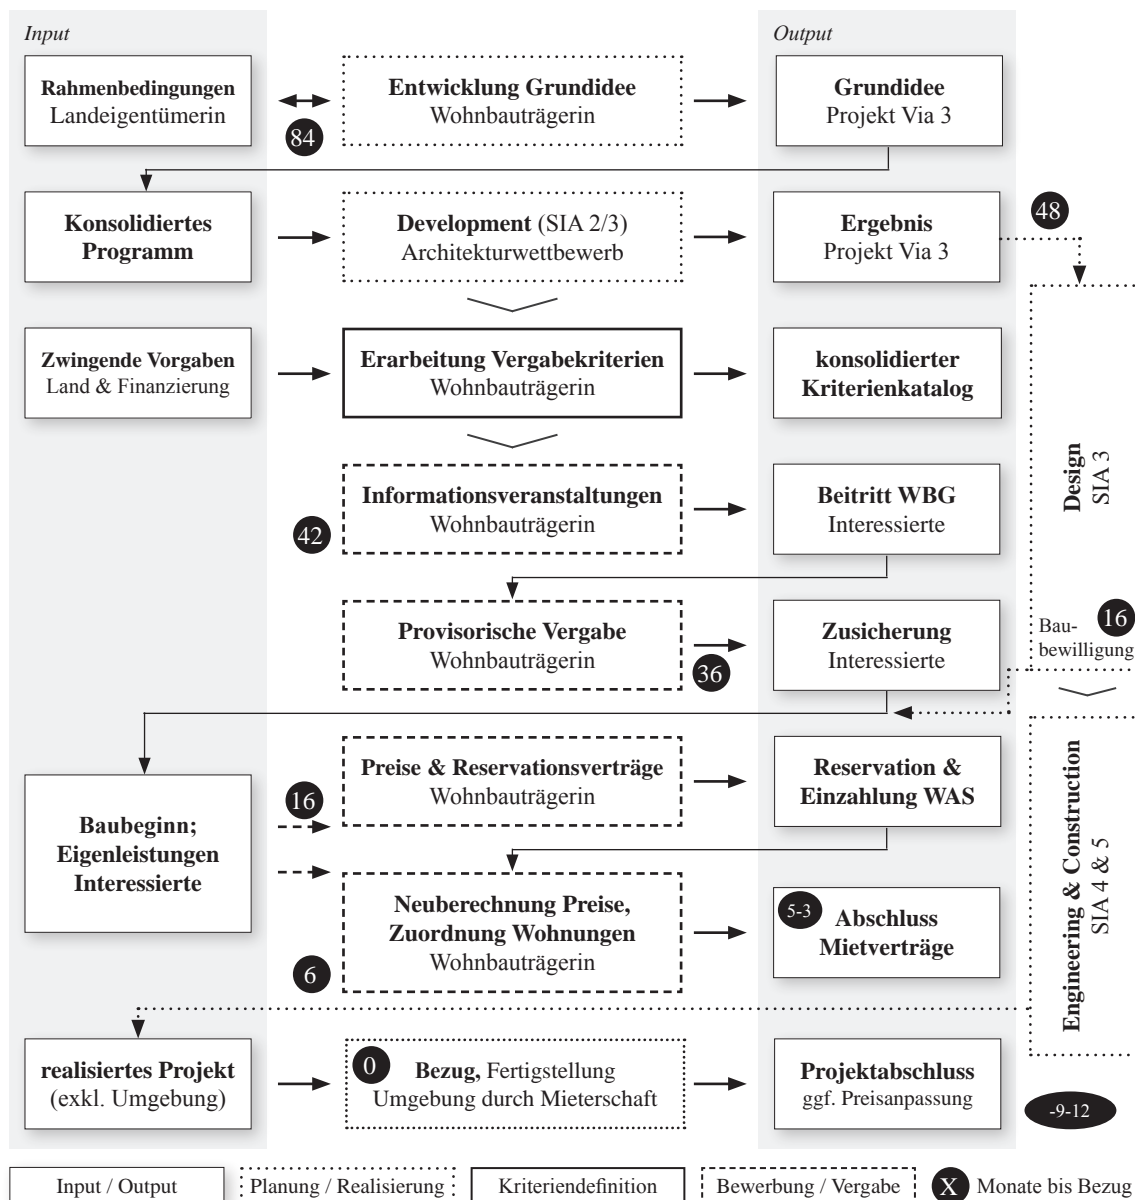 Input
Output
Rahmenbedingungen
Landeigentümerin
84
Entwicklung Grundidee
Wohnbauträgerin
Grundidee
Projekt Via 3
Konsolidiertes
Programm
Development (SIA 2/3)
Architekturwettbewerb
Ergebnis
Projekt Via 3
48
Zwingende Vorgaben
Land & Finanzierung
Erarbeitung Vergabekriterien
Wohnbauträgerin
konsolidierter
Kriterienkatalog
Design
SIA 3
42
Informationsveranstaltungen
Wohnbauträgerin
Beitritt WBG
Interessierte
Provisorische Vergabe
Wohnbauträgerin
36
Zusicherung
Interessierte
16
Bau-
bewilligung
Baubeginn;
Eigenleistungen
Interessierte
16
Preise & Reservationsverträge
Wohnbauträgerin
Reservation &
Einzahlung WAS
6
Neuberechnung Preise,
Zuordnung Wohnungen
Wohnbauträgerin
5-3
Abschluss
Mietverträge
Engineering & Construction
SIA 4 & 5
realisiertes Projekt
(exkl. Umgebung)
0
Bezug, Fertigstellung
Umgebung durch Mieterschaft
Projektabschluss
ggf. Preisanpassung
-9-12
Input / Output
Planung / Realisierung
Kriteriendefinition
Bewerbung / Vergabe
X Monate bis Bezug